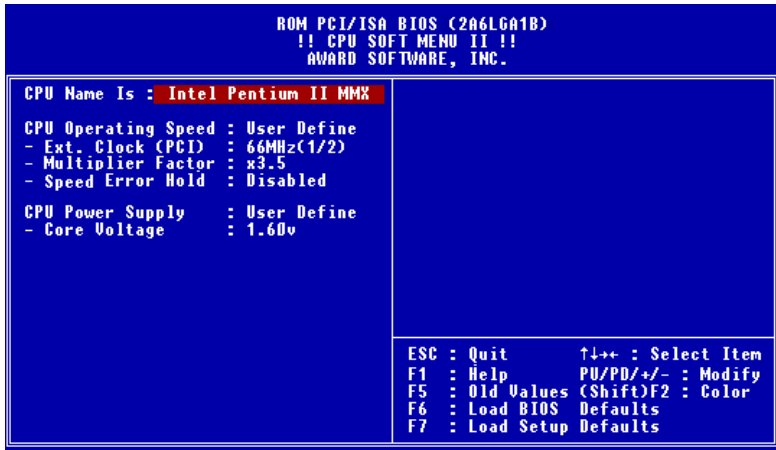 ROM PCI/ISA BIOS (2A6LGA1B)
!! CPU SOFT MENU II !!
AWARD SOFTWARE, INC.
CPU Name Is : Intel Pentium II MMX
CPU Operating Speed : User Define
- Ext. Clock (PCI) : 66MHz(1/2)
- Multiplier Factor : x3.5
- Speed Error Hold : Disabled
CPU Power Supply : User Define
- Core Voltage : 1.60v
ESC : Quit ↑↓→← : Select Item
F1 : Help PU/PD/+/- : Modify
F5 : Old Values (Shift)F2 : Color
F6 : Load BIOS Defaults
F7 : Load Setup Defaults